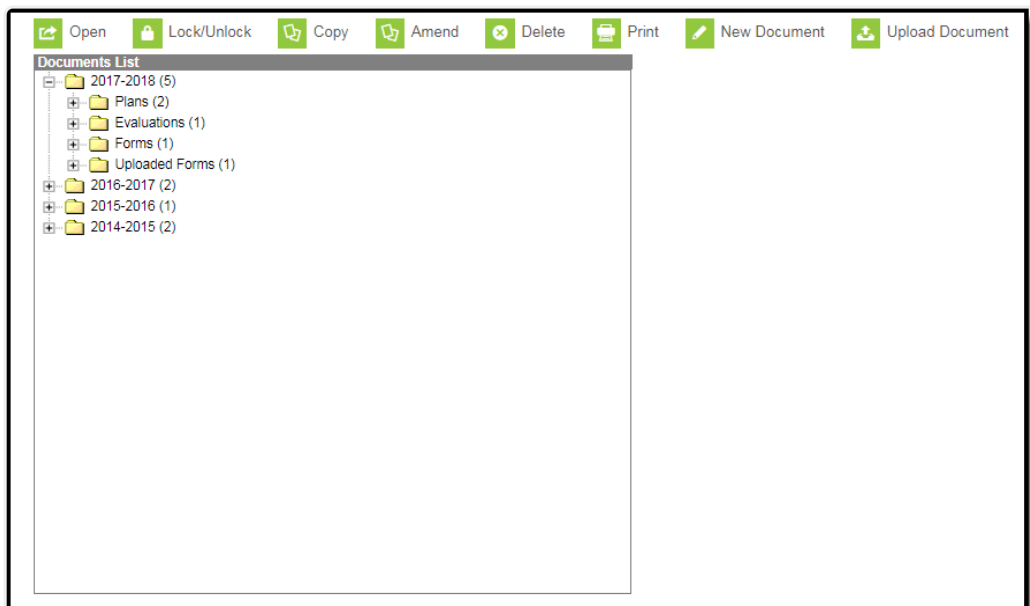 Open Lock/Unlock Copy Amend Delete Print New Document Upload Document
Documents List
2017-2018 (5)
Plans (2)
Evaluations (1)
Forms (1)
Uploaded Forms (1)
2016-2017 (2)
2015-2016 (1)
2014-2015 (2)